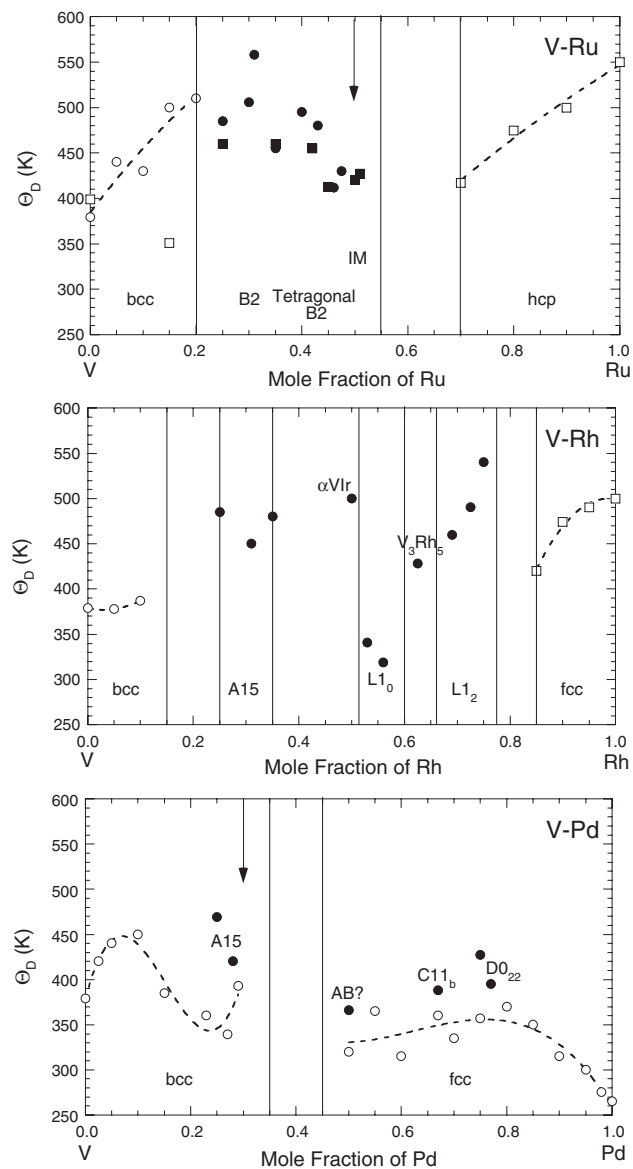 600
V-Ru
550
500
450
400
350
300
250
Θ_D (K)
IM
bcc
B2
Tetragonal
B2
hcp
0.0
0.2
0.4
0.6
0.8
1.0
V
Mole Fraction of Ru
Ru
600
V-Rh
550
500
450
400
350
300
250
Θ_D (K)
αVIr
V₃Rh₅
bcc
A15
L1₀
L1₂
fcc
0.0
0.2
0.4
0.6
0.8
1.0
V
Mole Fraction of Rh
Rh
600
V-Pd
550
500
450
400
350
300
250
Θ_D (K)
A15
AB?
C11_b
D0₂₂
bcc
fcc
0.0
0.2
0.4
0.6
0.8
1.0
V
Mole Fraction of Pd
Pd